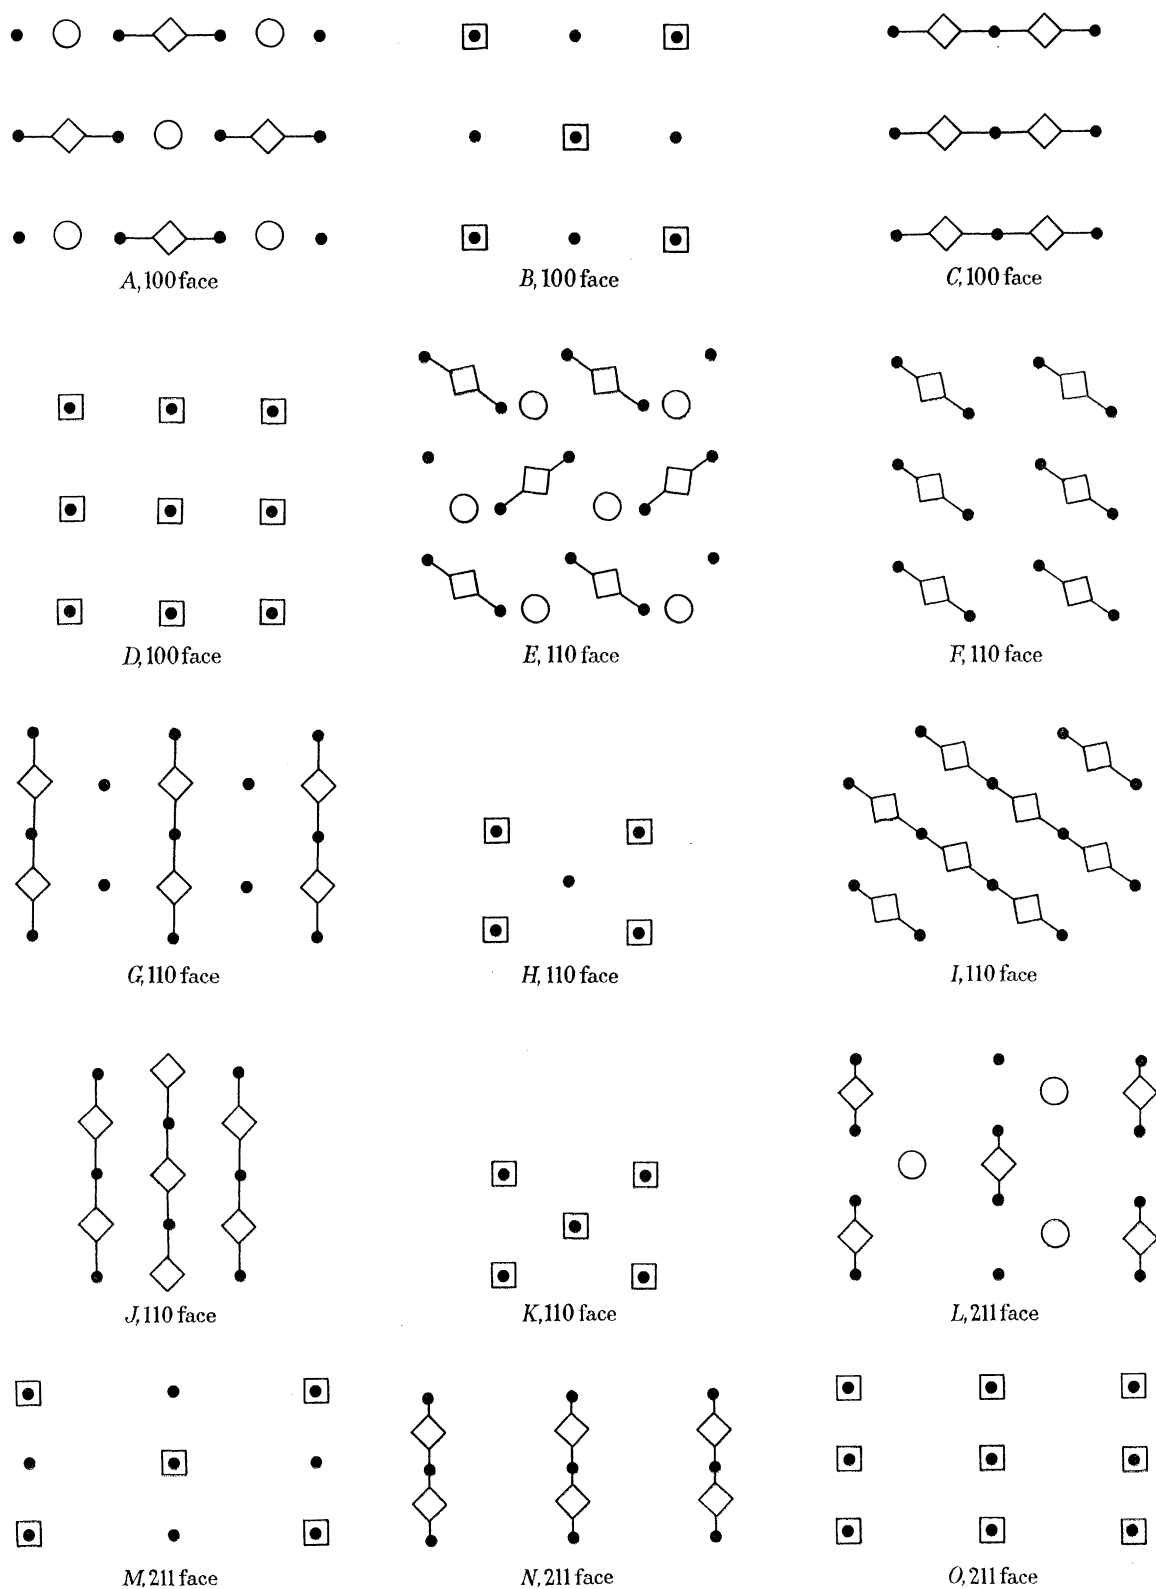 A, 100 face
B, 100 face
C, 100 face
D, 100 face
E, 110 face
F, 110 face
G, 110 face
H, 110 face
I, 110 face
J, 110 face
K, 110 face
L, 211 face
M, 211 face
N, 211 face
O, 211 face